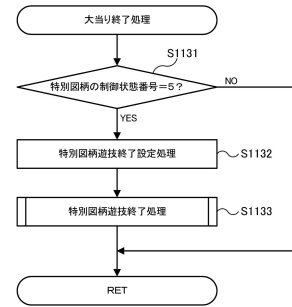 大当り終了処理
S1131
特別図柄の制御状態番号=5?
NO
YES
特別図柄遊技終了設定処理
S1132
特別図柄遊技終了処理
S1133
RET